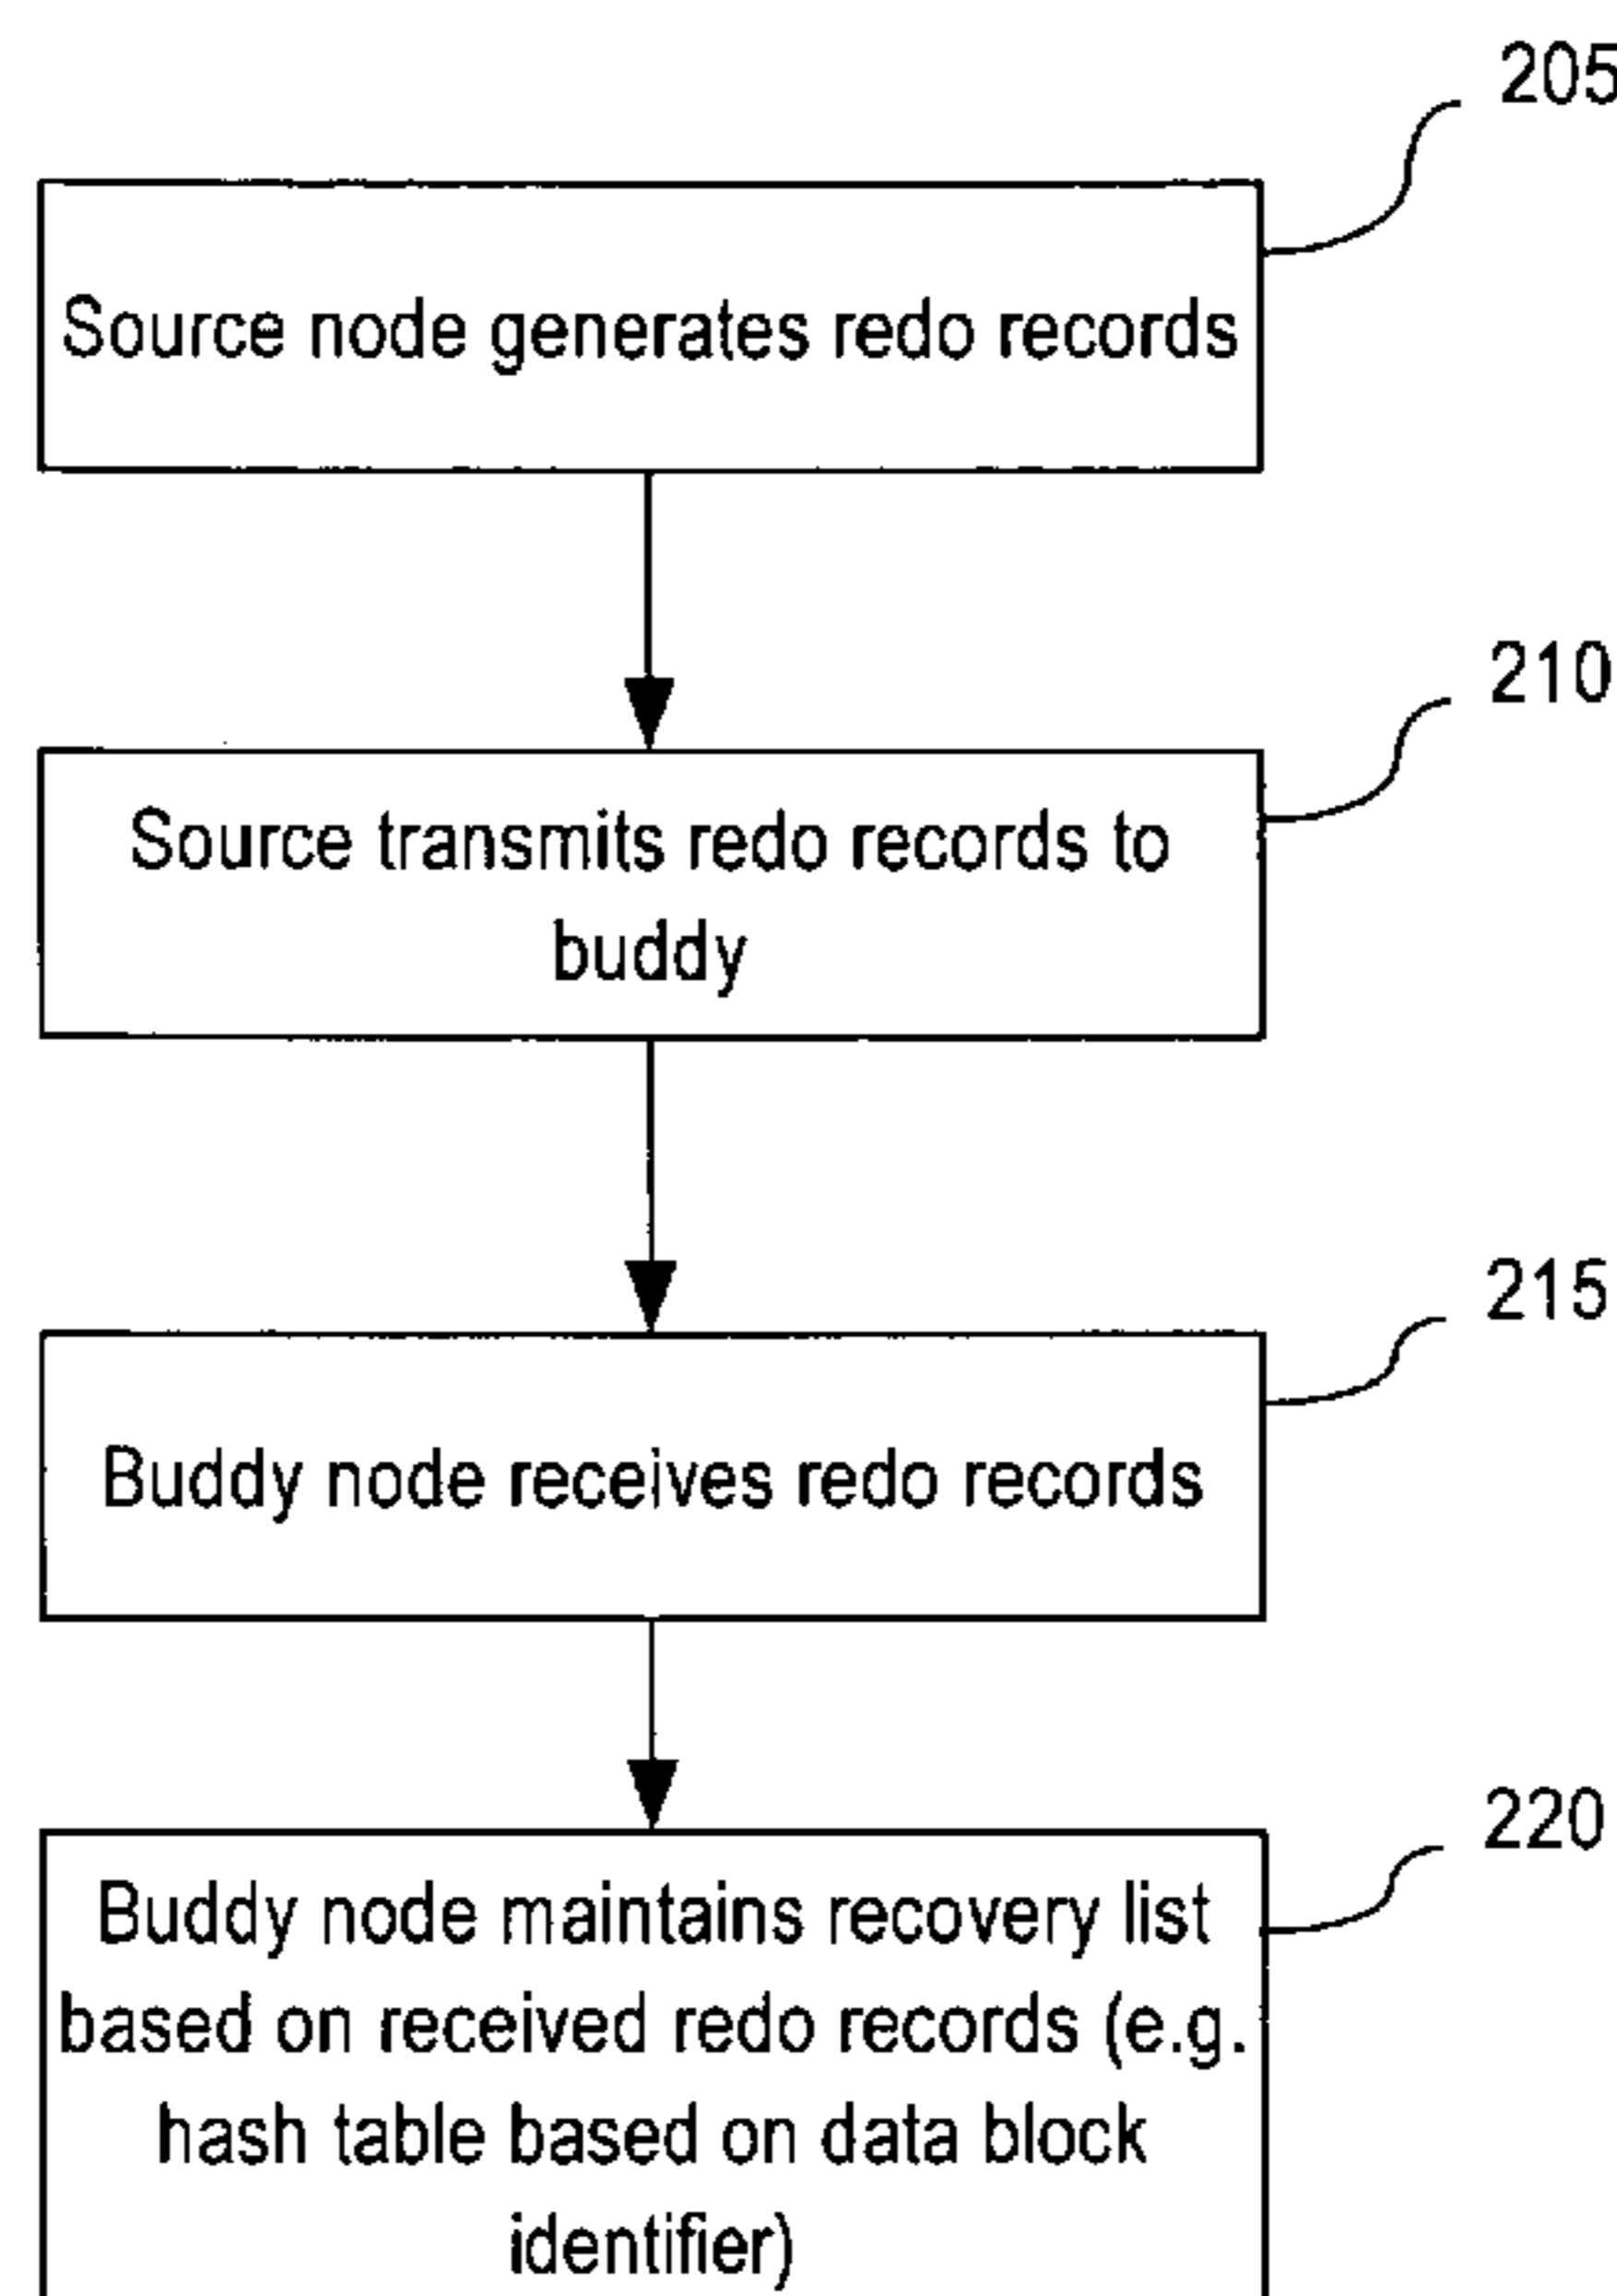 205
Source node generates redo records
210
Source transmits redo records to
buddy
215
Buddy node receives redo records
220
Buddy node maintains recovery list
based on received redo records (e.g.
hash table based on data block
identifier)